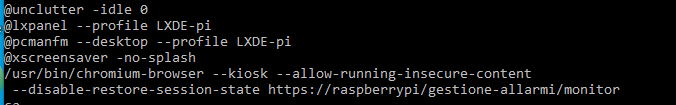 @unclutter -idle 0
@lxpanel --profile LXDE-pi
@pcmanfm --desktop --profile LXDE-pi
@xscreensaver -no-splash
/usr/bin/chromium-browser --kiosk --allow-running-insecure-content
--disable-restore-session-state https://raspberrypi/gestione-allarmi/monitor